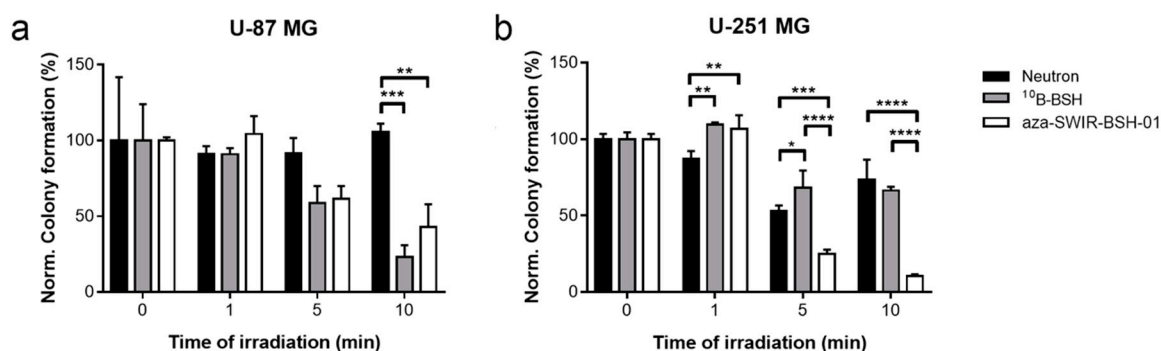 a
U-87 MG
Norm. Colony formation (%)
150
100
50
0
**
***
0 1 5 10
Time of irradiation (min)
b
U-251 MG
Norm. Colony formation (%)
150
100
50
0
**
**
***
****
*
****
****
0 1 5 10
Time of irradiation (min)
Neutron
¹⁰B-BSH
aza-SWIR-BSH-01